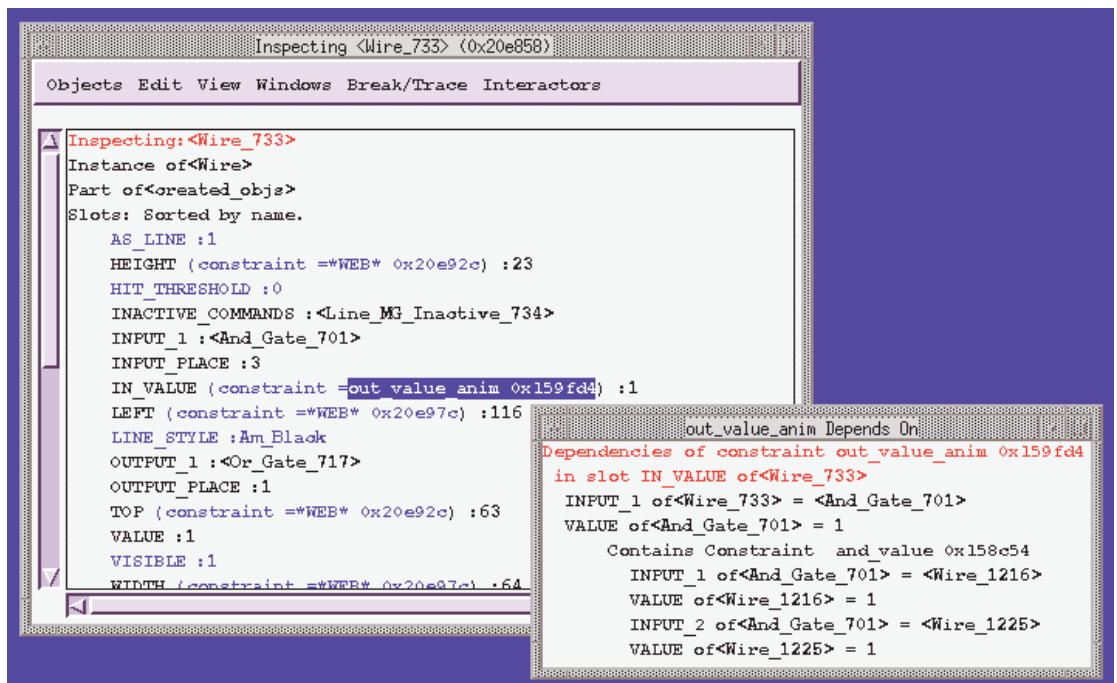 Inspecting <Wire_733> (0x20e858)
Objects Edit View Windows Break/Trace Interactors
Inspecting:<Wire_733>
Instance of<Wire>
Part of<created_objs>
Slots: Sorted by name.
AS_LINE :1
HEIGHT (constraint =*WEB* 0x20e92c) :23
HIT_THRESHOLD :0
INACTIVE_COMMANDS :<Line_MG_Inactive_734>
INPUT_1 :<And_Gate_701>
INPUT_PLACE :3
IN_VALUE (constraint =out_value_anim 0x159fd4) :1
LEFT (constraint =*WEB* 0x20e97c) :116
LINE_STYLE :Am_Black
OUTPUT_1 :<Or_Gate_717>
OUTPUT_PLACE :1
TOP (constraint =*WEB* 0x20e92c) :63
VALUE :1
VISIBLE :1
WIDTH (constraint =*WEB* 0x20e97c) :64
out_value_anim Depends On
Dependencies of constraint out_value_anim 0x159fd4
in slot IN_VALUE of<Wire_733>
INPUT_1 of<Wire_733> = <And_Gate_701>
VALUE of<And_Gate_701> = 1
Contains Constraint and_value 0x158c54
INPUT_1 of<And_Gate_701> = <Wire_1216>
VALUE of<Wire_1216> = 1
INPUT_2 of<And_Gate_701> = <Wire_1225>
VALUE of<Wire_1225> = 1